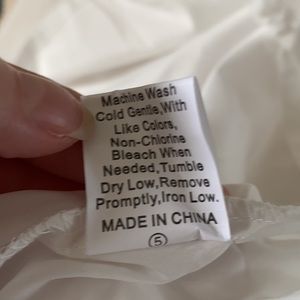 Machine Wash
Cold Gentle,With
Like Colors,
Non-Chlorine
Bleach When
Needed,Tumble
Dry Low,Remove
Promptly,Iron Low.
MADE IN CHINA
5